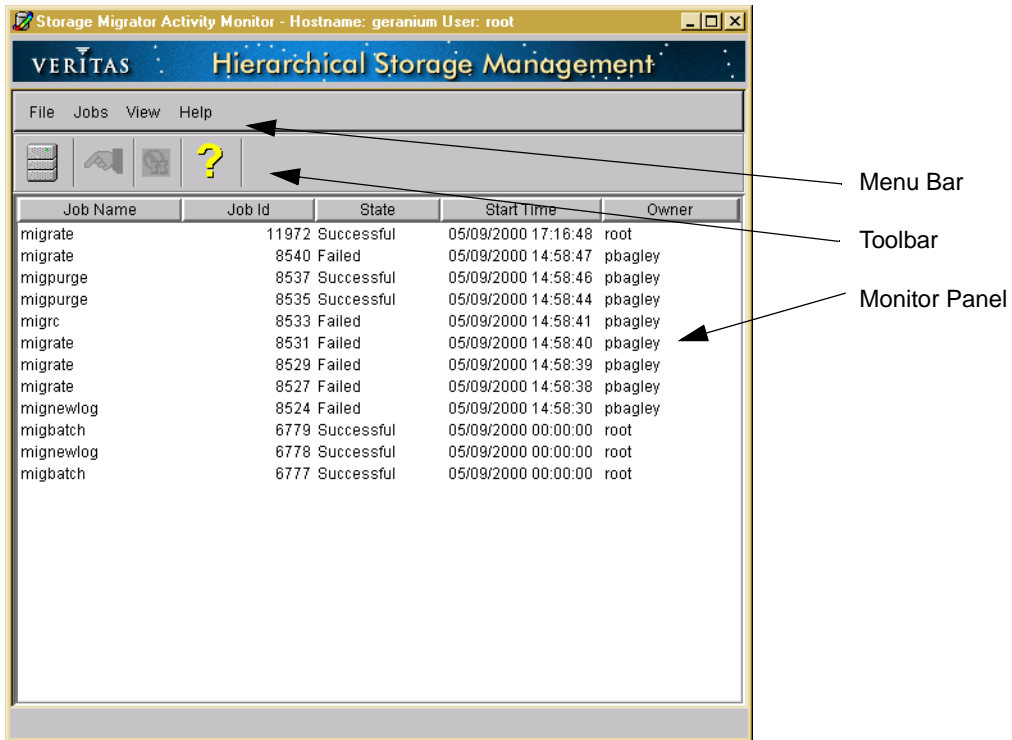 Storage Migrator Activity Monitor - Hostname: geranium User: root
VERITAS Hierarchical Storage Management
File Jobs View Help
?
Job Name Job Id State Start Time Owner
migrate 11972 Successful 05/09/2000 17:16:48 root
migrate 8540 Failed 05/09/2000 14:58:47 pbagley
migpurge 8537 Successful 05/09/2000 14:58:46 pbagley
migpurge 8535 Successful 05/09/2000 14:58:44 pbagley
migrc 8533 Failed 05/09/2000 14:58:41 pbagley
migrate 8531 Failed 05/09/2000 14:58:40 pbagley
migrate 8529 Failed 05/09/2000 14:58:39 pbagley
migrate 8527 Failed 05/09/2000 14:58:38 pbagley
mignewlog 8524 Failed 05/09/2000 14:58:30 pbagley
migbatch 6779 Successful 05/09/2000 00:00:00 root
mignewlog 6778 Successful 05/09/2000 00:00:00 root
migbatch 6777 Successful 05/09/2000 00:00:00 root
Menu Bar
Toolbar
Monitor Panel